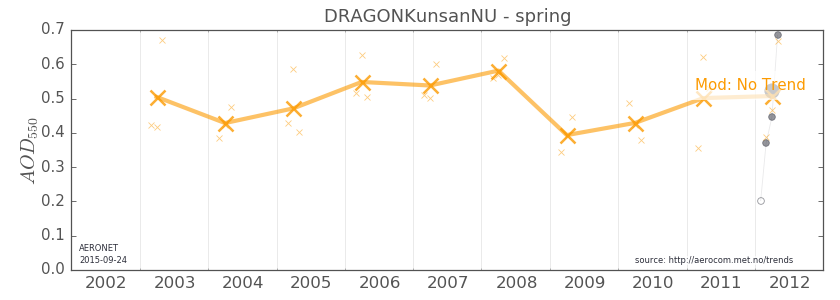 DRAGONKunsanNU - spring
0.7
0.6
0.5
0.4
0.3
0.2
0.1
0.0
AOD550
Mod: No Trend
AERONET
2015-09-24
source: http://aerocom.met.no/trends
2002 2003 2004 2005 2006 2007 2008 2009 2010 2011 2012